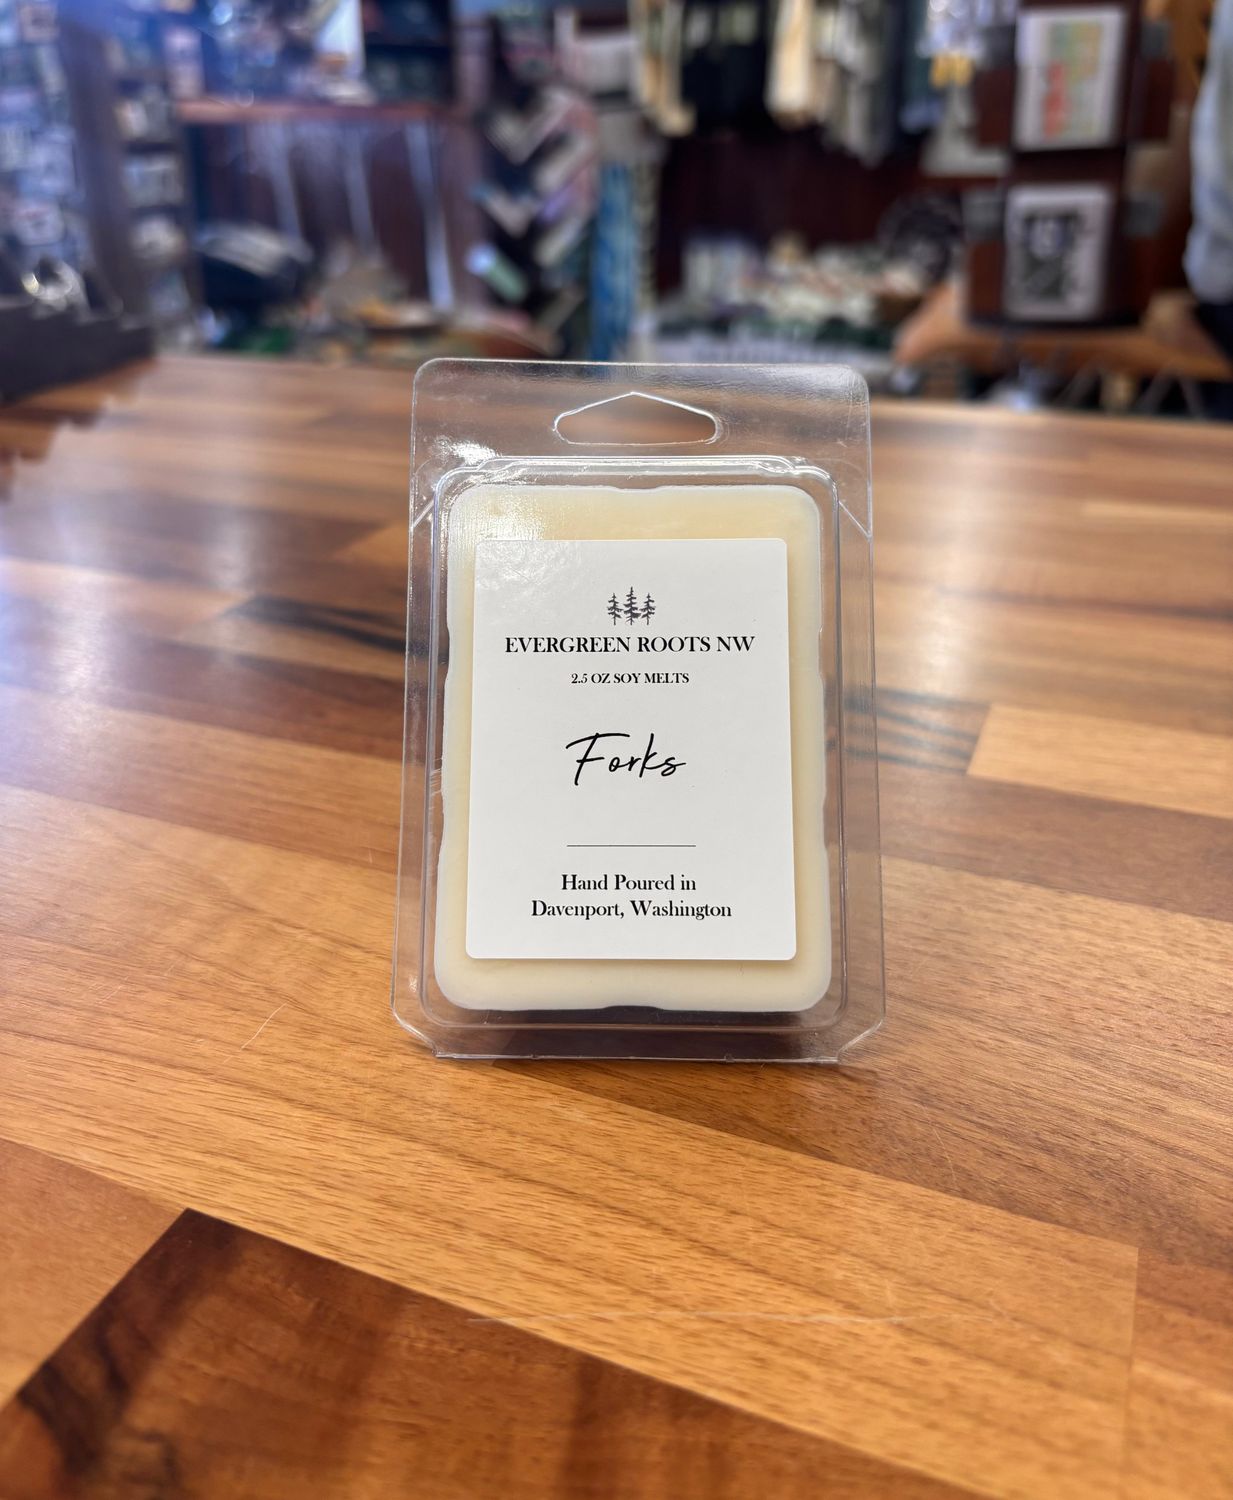 EVERGREEN ROOTS NW
2.5 OZ SOY MELTS
Forks
Hand Poured in
Davenport, Washington